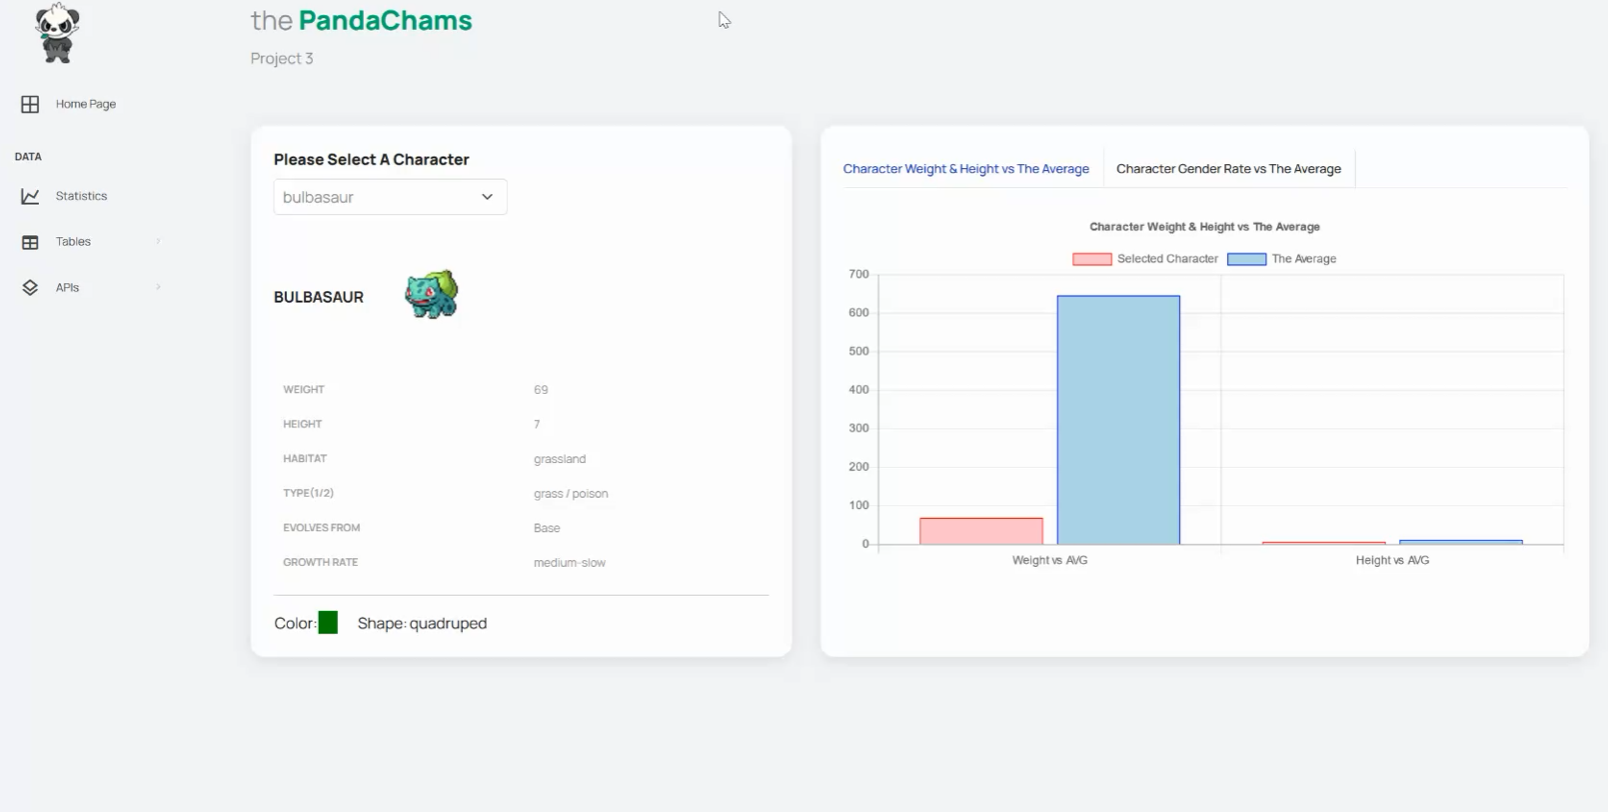 the PandaChams
Project 3
Home Page
DATA
Statistics
Tables
APIs
Please Select A Character
bulbasaur
BULBASAUR
WEIGHT 69
HEIGHT 7
HABITAT grassland
TYPE(1/2) grass / poison
EVOLVES FROM Base
GROWTH RATE medium-slow
Color: Shape: quadruped
Character Weight & Height vs The Average Character Gender Rate vs The Average
Character Weight & Height vs The Average
Selected Character The Average
700
600
500
400
300
200
100
0
Weight vs AVG Height vs AVG